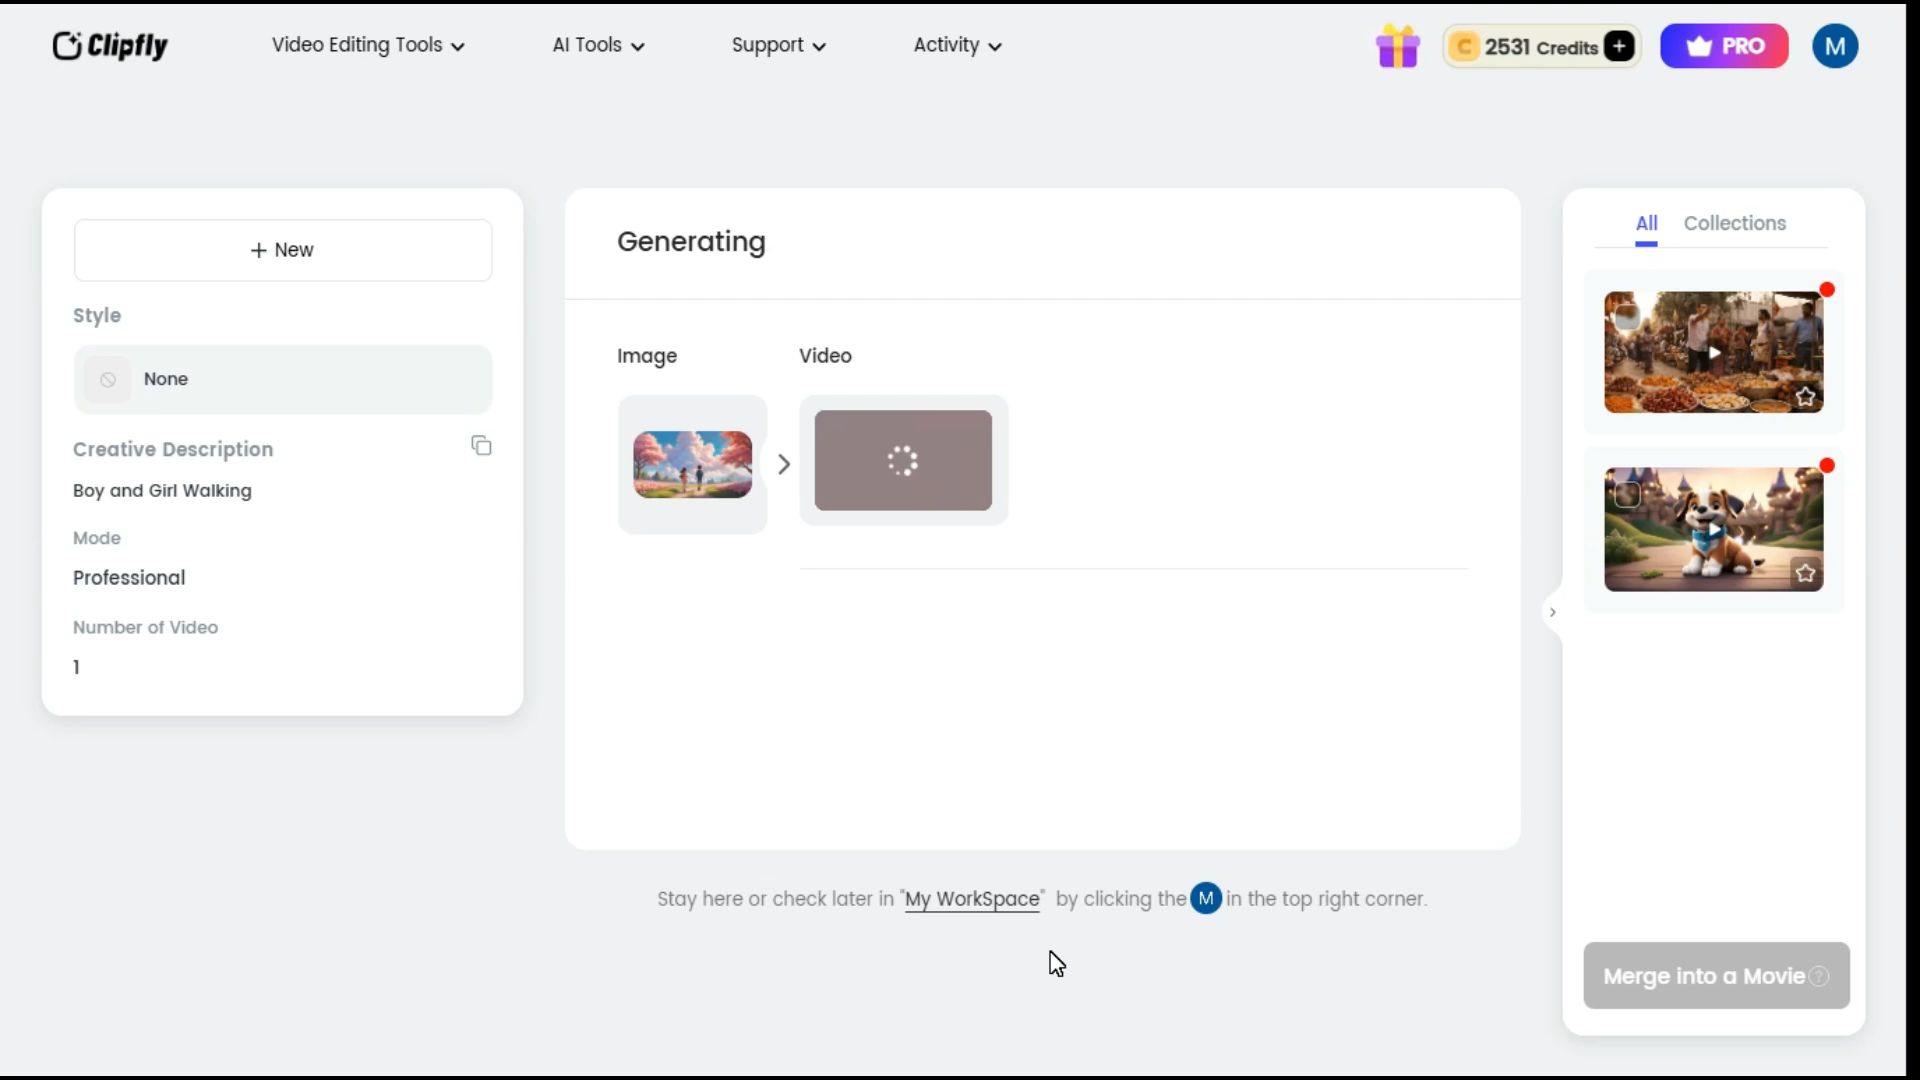 Clipfly
Video Editing Tools
AI Tools
Support
Activity
C 2531 Credits +
PRO
M
+ New
Style
None
Creative Description
Boy and Girl Walking
Mode
Professional
Number of Video
1
Generating
Image
Video
Stay here or check later in "My WorkSpace" by clicking the M in the top right corner.
All
Collections
Merge into a Movie ?